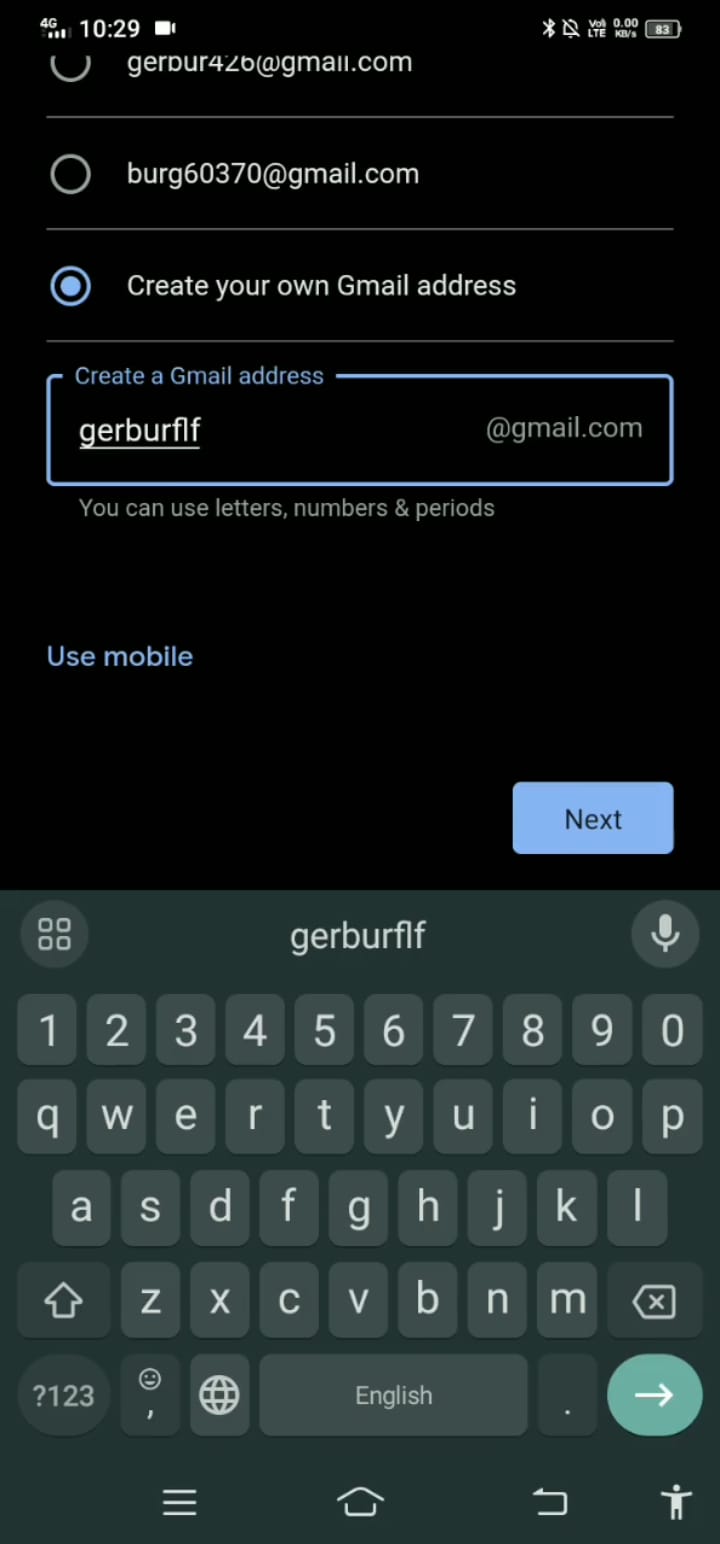 4G 10:29 Vo) LTE 0.00 KB/s 83
gerbur426@gmail.com
burg60370@gmail.com
Create your own Gmail address
Create a Gmail address
gerburflf @gmail.com
You can use letters, numbers & periods
Use mobile
Next
gerburflf
1 2 3 4 5 6 7 8 9 0
q w e r t y u i o p
a s d f g h j k l
z x c v b n m
?123 , English .